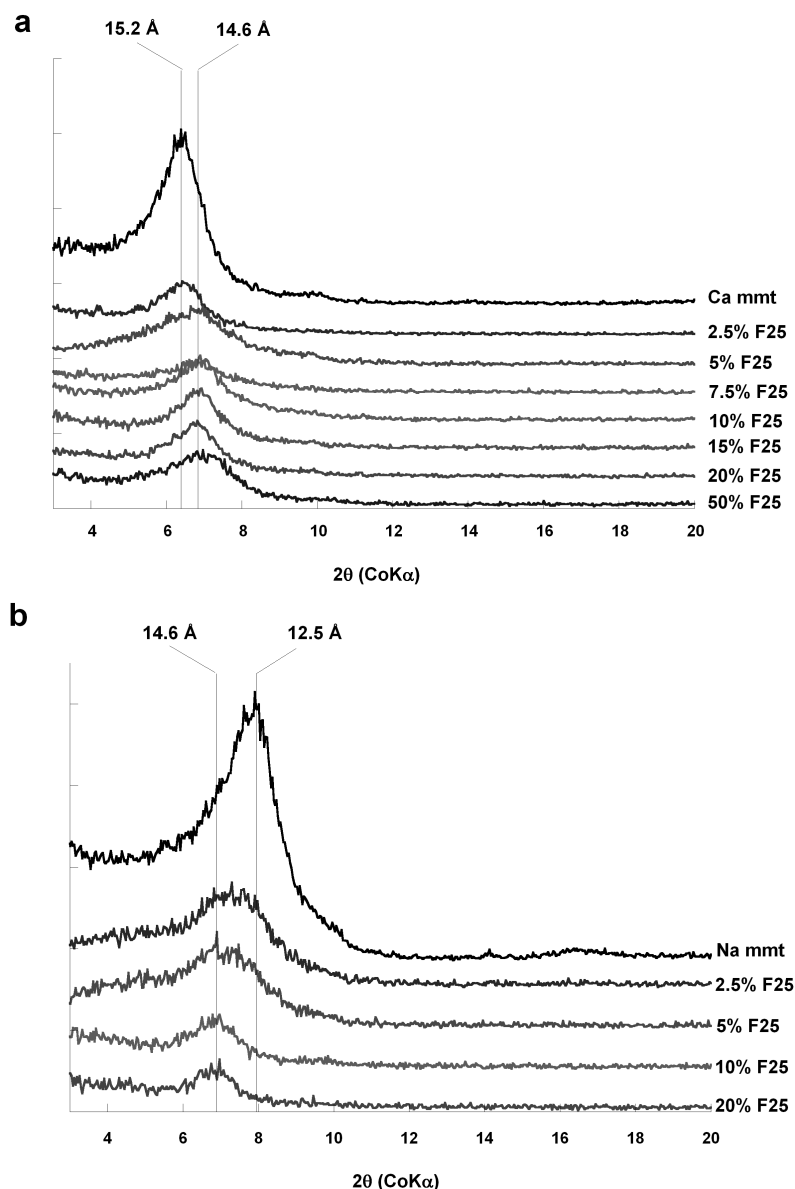 a
15.2 Å 14.6 Å
Ca mmt
2.5% F25
5% F25
7.5% F25
10% F25
15% F25
20% F25
50% F25
4 6 8 10 12 14 16 18 20
2θ (CoKα)
b
14.6 Å 12.5 Å
Na mmt
2.5% F25
5% F25
10% F25
20% F25
4 6 8 10 12 14 16 18 20
2θ (CoKα)